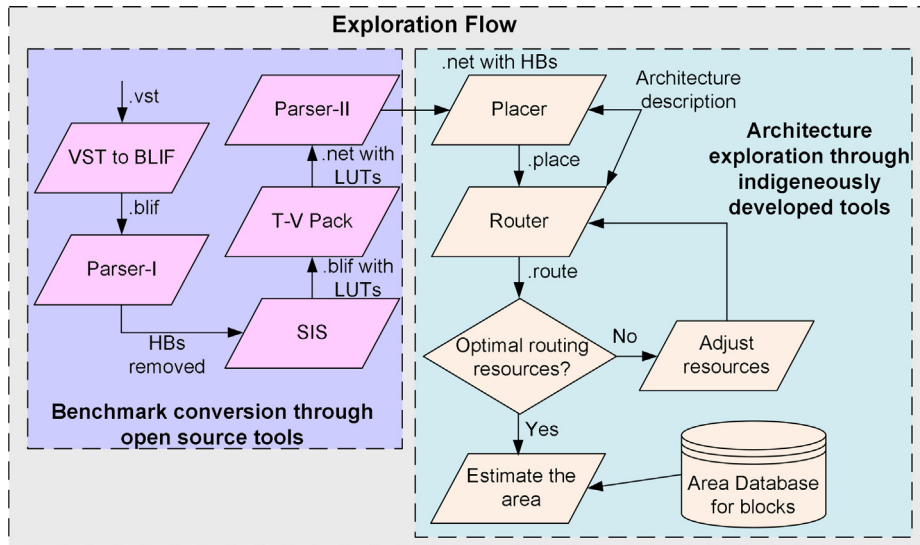 Exploration Flow
.vst
VST to BLIF
.blif
Parser-I
HBs
removed
SIS
.blif with
LUTs
T-V Pack
.net with
LUTs
Parser-II
Benchmark conversion through
open source tools
.net with HBs
Placer
Architecture
description
.place
Router
Architecture
exploration through
indigeneously
developed tools
.route
Optimal routing
resources?
No
Adjust
resources
Yes
Estimate the
area
Area Database
for blocks